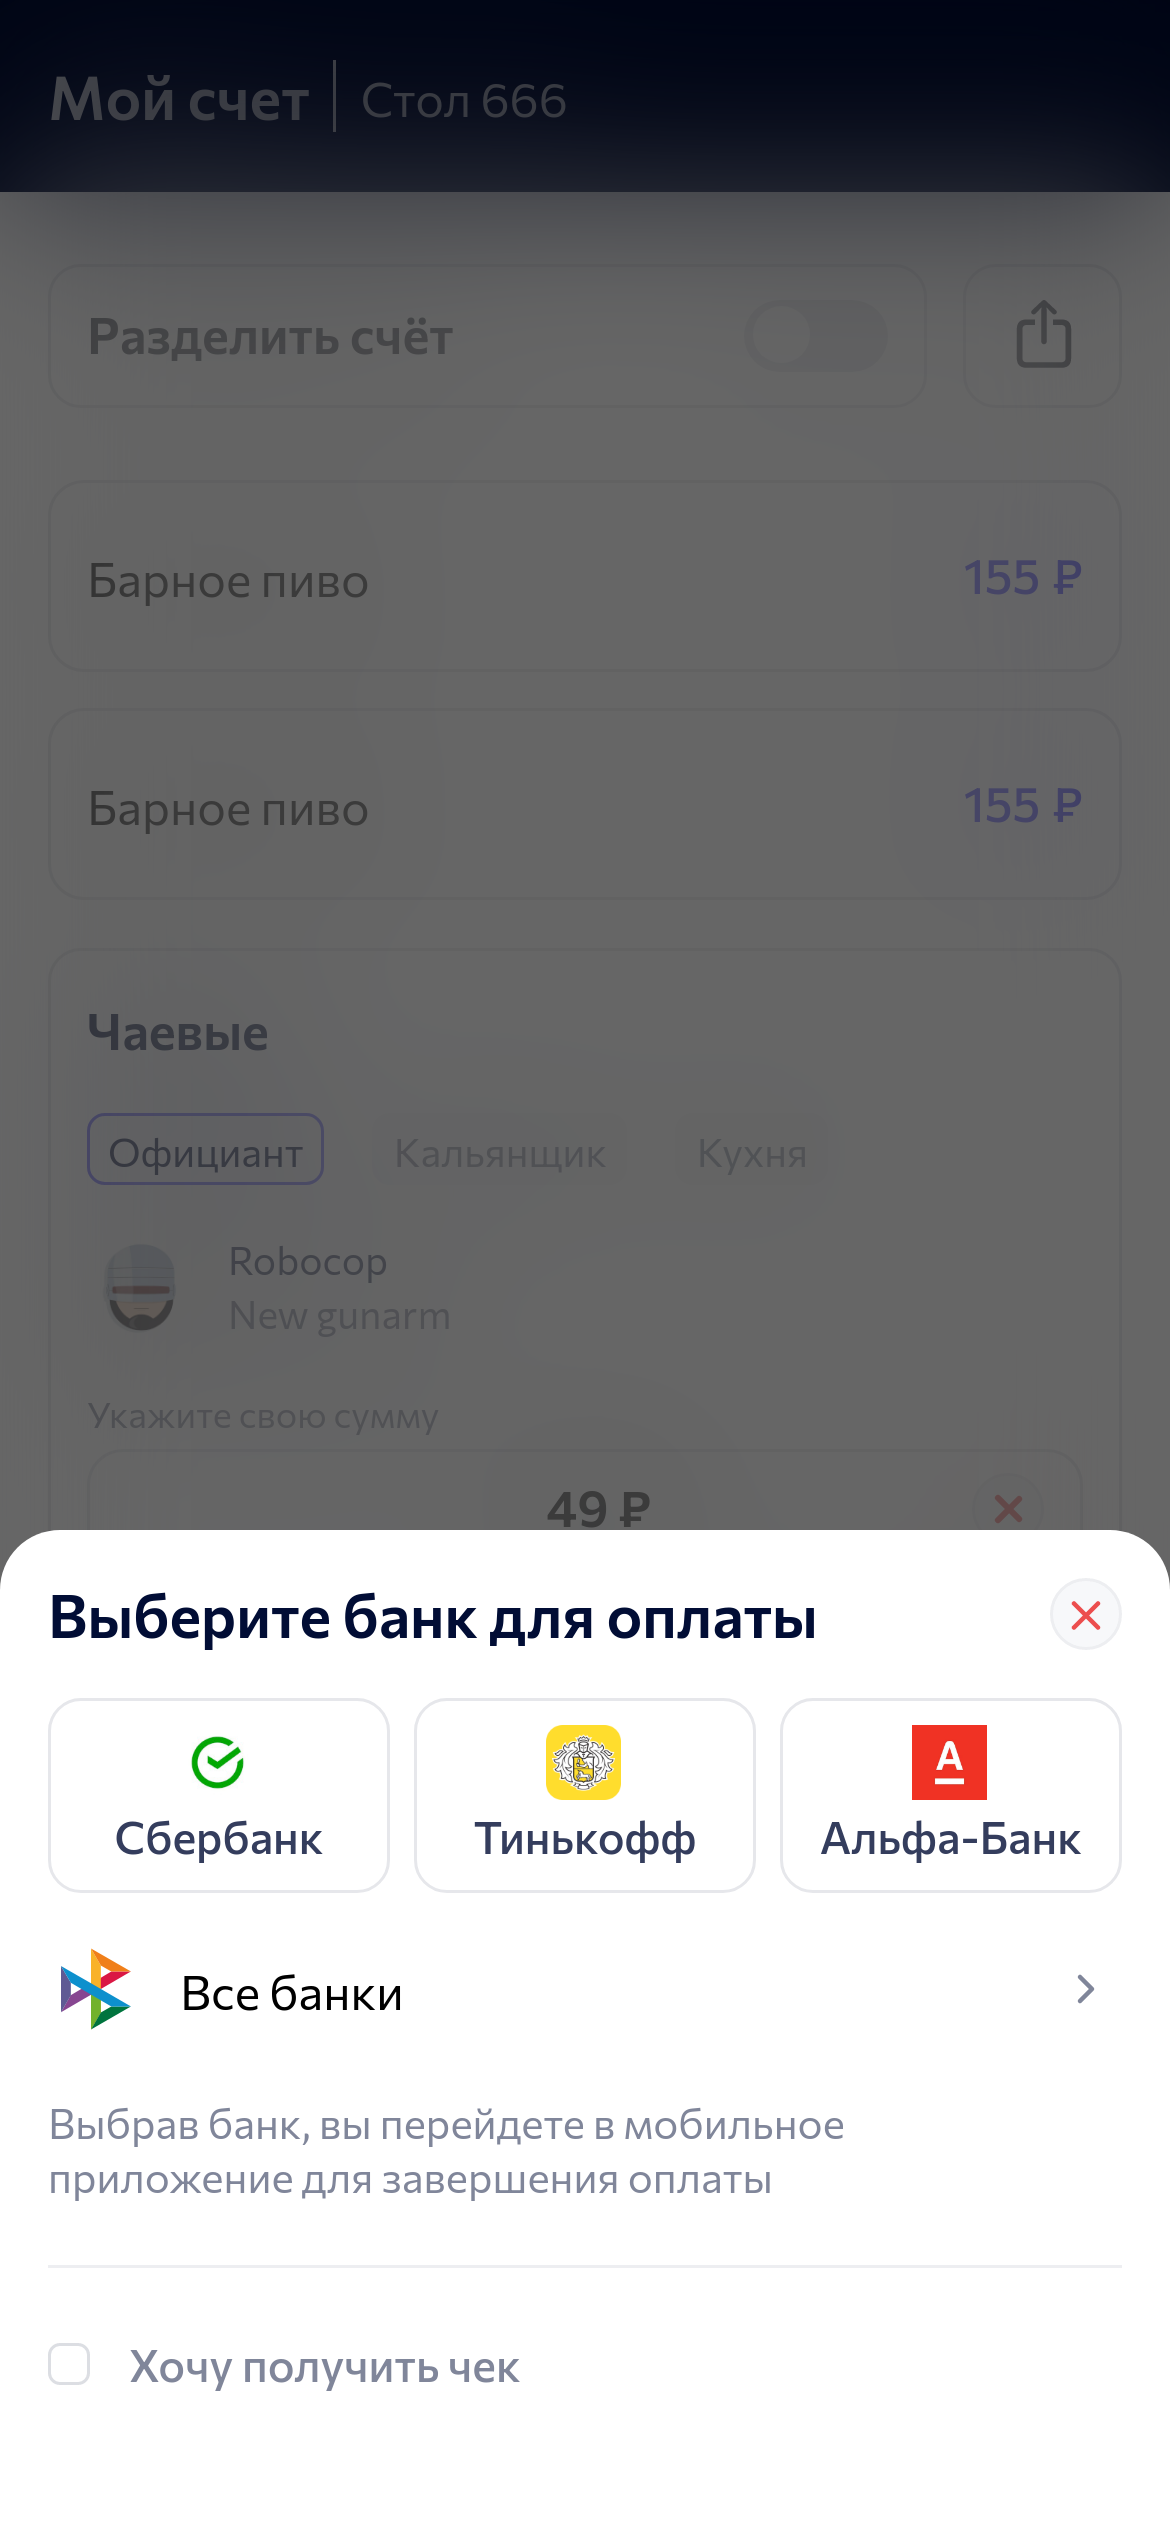 Мой счет
Стол 666
Разделить счёт
Барное пиво
155 ₽
Барное пиво
155 ₽
Чаевые
Официант
Кальянщик
Кухня
Robocop
New gunarm
Укажите свою сумму
49 ₽
Выберите банк для оплаты
Сбербанк
Тинькофф
А
Альфа-Банк
Все банки
Выбрав банк, вы перейдете в мобильное
приложение для завершения оплаты
Хочу получить чек